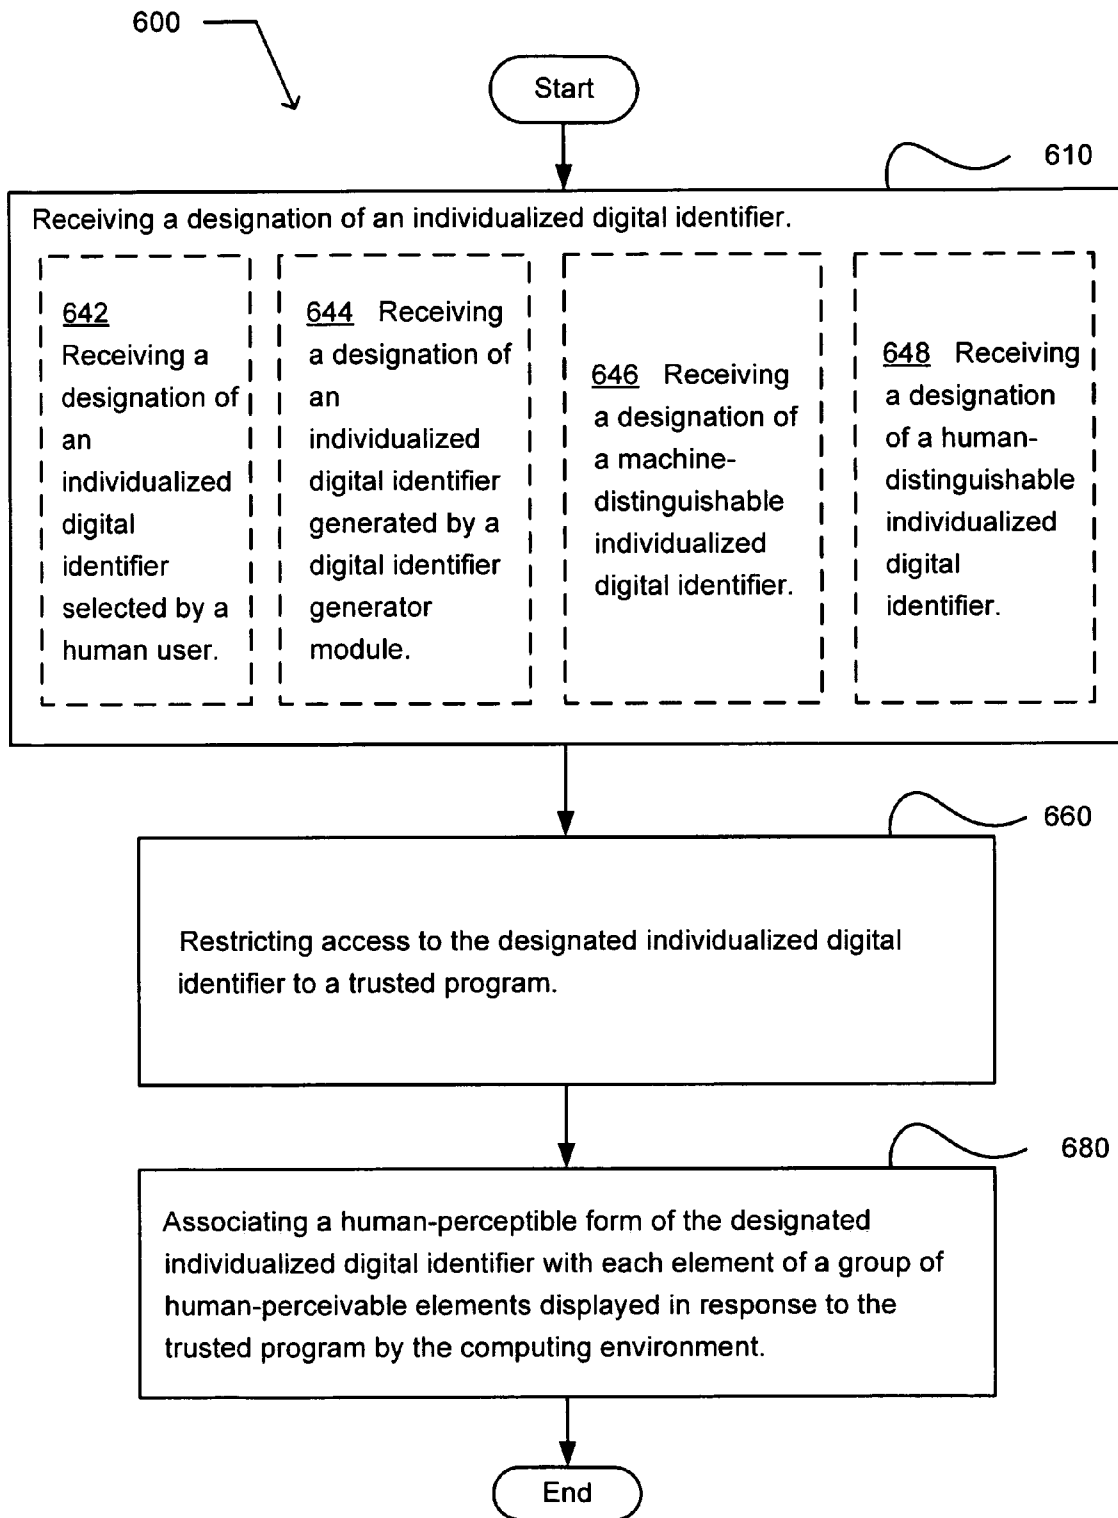 600
Start
610
Receiving a designation of an individualized digital identifier.
642
Receiving a
designation of
an
individualized
digital
identifier
selected by a
human user.
644 Receiving
a designation of
an
individualized
digital identifier
generated by a
digital identifier
generator
module.
646 Receiving
a designation of
a machine-
distinguishable
individualized
digital identifier.
648 Receiving
a designation
of a human-
distinguishable
individualized
digital
identifier.
660
Restricting access to the designated individualized digital
identifier to a trusted program.
680
Associating a human-perceptible form of the designated
individualized digital identifier with each element of a group of
human-perceivable elements displayed in response to the
trusted program by the computing environment.
End